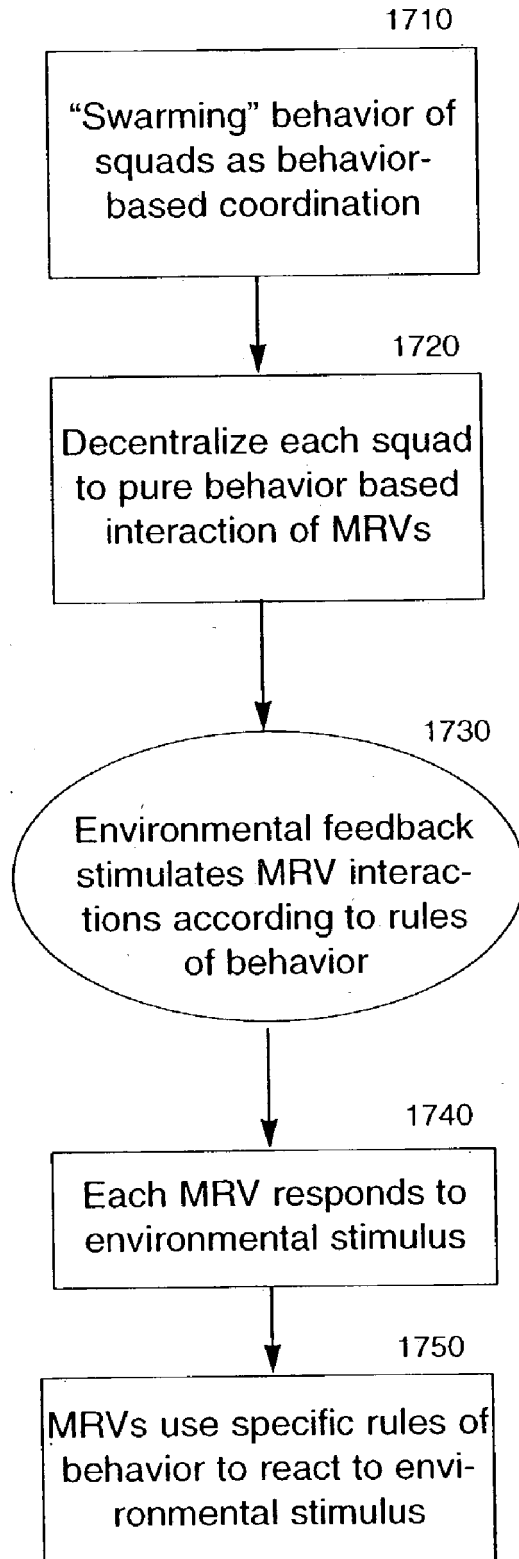 1710
“Swarming” behavior of
squads as behavior-
based coordination
1720
Decentralize each squad
to pure behavior based
interaction of MRVs
1730
Environmental feedback
stimulates MRV interac-
tions according to rules
of behavior
1740
Each MRV responds to
environmental stimulus
1750
MRVs use specific rules of
behavior to react to envi-
ronmental stimulus